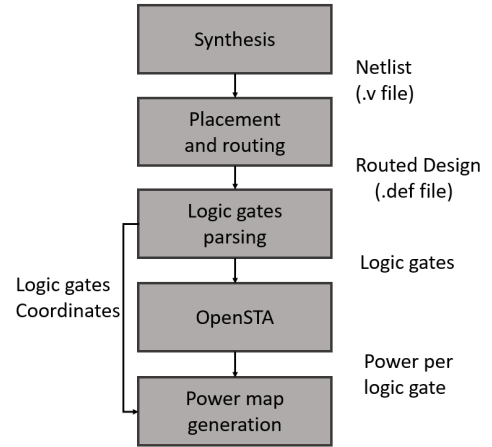 Synthesis
Netlist
(.v file)
Placement
and routing
Routed Design
(.def file)
Logic gates
parsing
Logic gates
Logic gates
Coordinates
OpenSTA
Power per
logic gate
Power map
generation